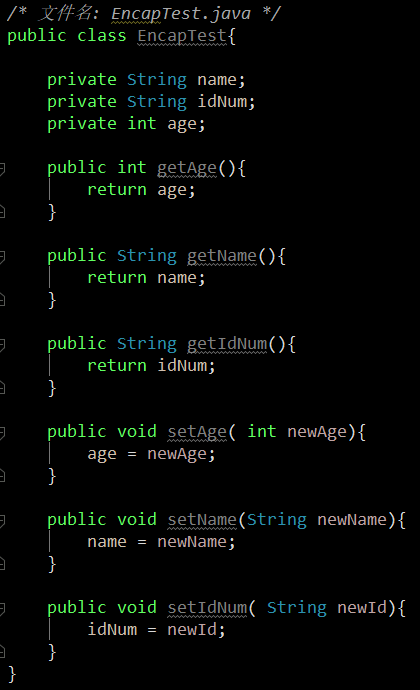 /* 文件名: EncapTest.java */
public class EncapTest{
private String name;
private String idNum;
private int age;
public int getAge(){
return age;
}
public String getName(){
return name;
}
public String getIdNum(){
return idNum;
}
public void setAge( int newAge){
age = newAge;
}
public void setName(String newName){
name = newName;
}
public void setIdNum( String newId){
idNum = newId;
}
}